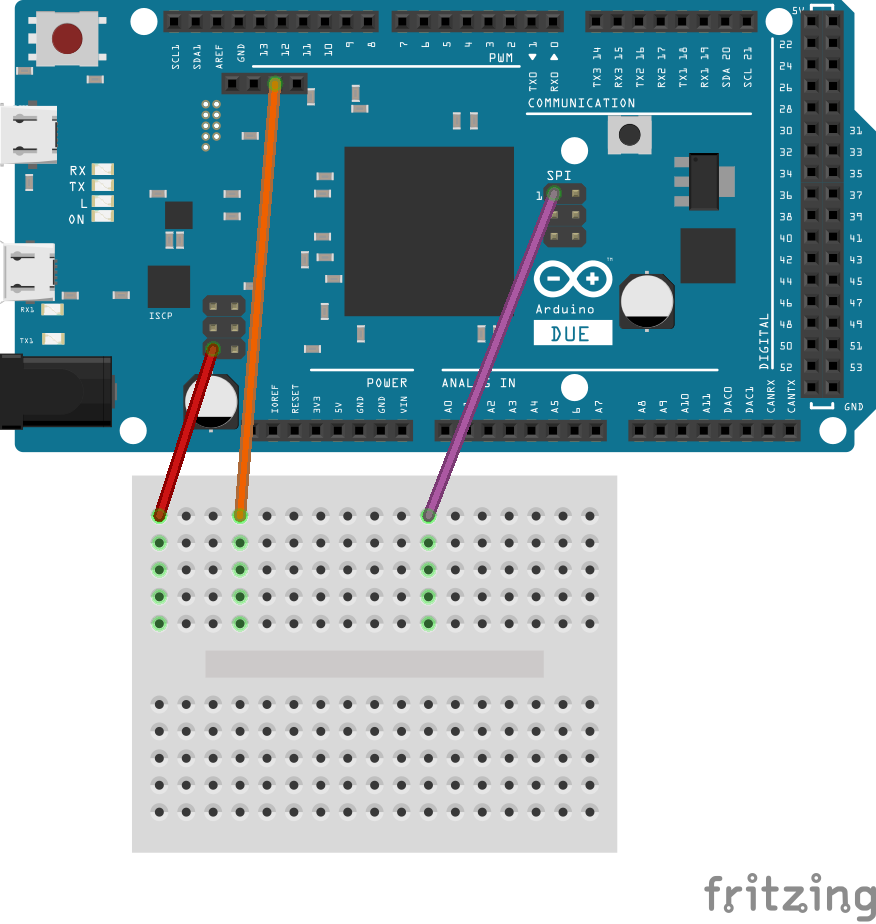 SCL1 SDA1 AREF GND 13 12 11 10 9 8 7 6 5 4 3 2 TX0 ◄ 1 RX0 ► 0 TX3 14 RX3 15 TX2 16 RX2 17 TX1 18 RX1 19 SDA 20 SCL 21
5V
PWM
COMMUNICATION
22
24
26
28
30 31
32 33
34 35
36 37
38 39
40 41
42 43
44 45
46 47
48 49
50 51
52 53
GND
DIGITAL
RX
TX
L
ON
SPI
1
ISCP
RX1
TX1
™
Arduino
DUE
POWER
ANALOG IN
IOREF RESET 3V3 5V GND GND VIN A0 A2 A3 A4 A5 6 A7 A8 A9 A10 A11 DAC0 DAC1 CANRX CANTX
fritzing